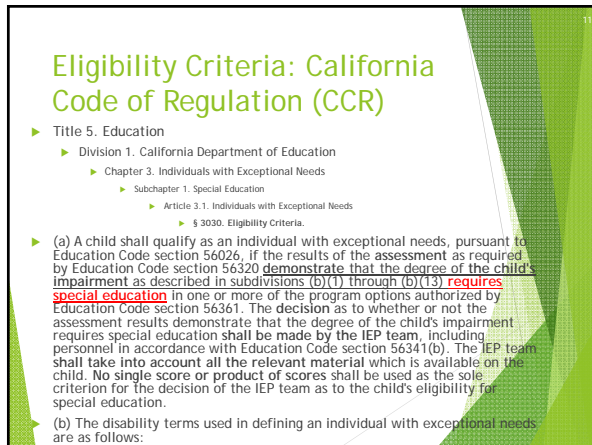 11
Eligibility Criteria: California
Code of Regulation (CCR)
Title 5. Education
Division 1. California Department of Education
Chapter 3. Individuals with Exceptional Needs
Subchapter 1. Special Education
Article 3.1. Individuals with Exceptional Needs
§ 3030. Eligibility Criteria.
(a) A child shall qualify as an individual with exceptional needs, pursuant to
Education Code section 56026, if the results of the assessment as required
by Education Code section 56320 demonstrate that the degree of the child's
impairment as described in subdivisions (b)(1) through (b)(13) requires
special education in one or more of the program options authorized by
Education Code section 56361. The decision as to whether or not the
assessment results demonstrate that the degree of the child's impairment
requires special education shall be made by the IEP team, including
personnel in accordance with Education Code section 56341(b). The IEP team
shall take into account all the relevant material which is available on the
child. No single score or product of scores shall be used as the sole
criterion for the decision of the IEP team as to the child's eligibility for
special education.
(b) The disability terms used in defining an individual with exceptional needs
are as follows: